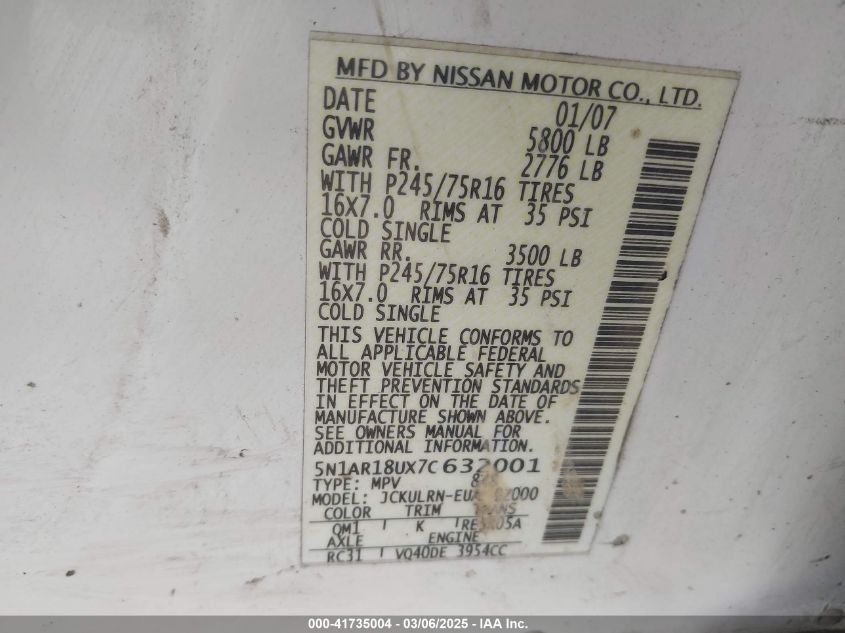 MFD BY NISSAN MOTOR CO., LTD.
DATE 01/07
GVWR 5800 LB
GAWR FR. 2776 LB
WITH P245/75R16 TIRES
16X7.0 RIMS AT 35 PSI
COLD SINGLE
GAWR RR. 3500 LB
WITH P245/75R16 TIRES
16X7.0 RIMS AT 35 PSI
COLD SINGLE
THIS VEHICLE CONFORMS TO
ALL APPLICABLE FEDERAL
MOTOR VEHICLE SAFETY AND
THEFT PREVENTION STANDARDS
IN EFFECT ON THE DATE OF
MANUFACTURE SHOWN ABOVE.
SEE OWNERS MANUAL FOR
ADDITIONAL INFORMATION.
5N1AR18UX7C632001
TYPE: MPV
MODEL: JCKULRN-EUA
COLOR TRIM TRANS
QM1 K
AXLE ENGINE
RC31 VQ40DE 3954CC
000-41735004 - 03/06/2025 - IAA Inc.